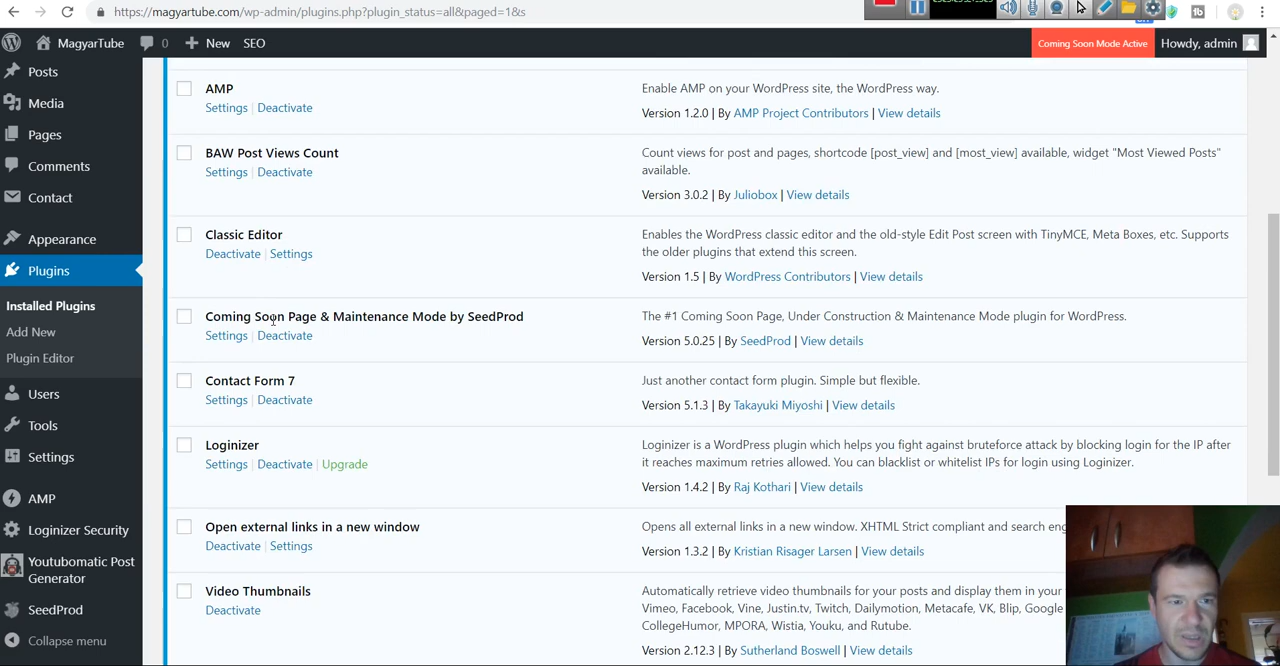 https://magyartube.com/wp-admin/plugins.php?plugin_status=all&paged=1&s
MagyarTube
0
New
SEO
Coming Soon Mode Active
Howdy, admin
Posts
Media
Pages
Comments
Contact
Appearance
Plugins
Installed Plugins
Add New
Plugin Editor
Users
Tools
Settings
AMP
Loginizer Security
Youtubomatic Post
Generator
SeedProd
Collapse menu
AMP
Enable AMP on your WordPress site, the WordPress way.
Settings | Deactivate
Version 1.2.0 | By AMP Project Contributors | View details
BAW Post Views Count
Count views for post and pages, shortcode [post_view] and [most_view] available, widget "Most Viewed Posts"
available.
Settings | Deactivate
Version 3.0.2 | By Juliobox | View details
Classic Editor
Enables the WordPress classic editor and the old-style Edit Post screen with TinyMCE, Meta Boxes, etc. Supports
the older plugins that extend this screen.
Deactivate | Settings
Version 1.5 | By WordPress Contributors | View details
Coming Soon Page & Maintenance Mode by SeedProd
The #1 Coming Soon Page, Under Construction & Maintenance Mode plugin for WordPress.
Settings | Deactivate
Version 5.0.25 | By SeedProd | View details
Contact Form 7
Just another contact form plugin. Simple but flexible.
Settings | Deactivate
Version 5.1.3 | By Takayuki Miyoshi | View details
Loginizer
Loginizer is a WordPress plugin which helps you fight against bruteforce attack by blocking login for the IP after
it reaches maximum retries allowed. You can blacklist or whitelist IPs for login using Loginizer.
Settings | Deactivate | Upgrade
Version 1.4.2 | By Raj Kothari | View details
Open external links in a new window
Opens all external links in a new window. XHTML Strict compliant and search
Deactivate | Settings
Version 1.3.2 | By Kristian Risager Larsen | View details
Video Thumbnails
Automatically retrieve video thumbnails for your posts and display them in your
Vimeo, Facebook, Vine, Justin.tv, Twitch, Dailymotion, Metacafe, VK, Blip, Google
CollegeHumor, MPORA, Wistia, Youku, and Rutube.
Deactivate
Version 2.12.3 | By Sutherland Boswell | View details